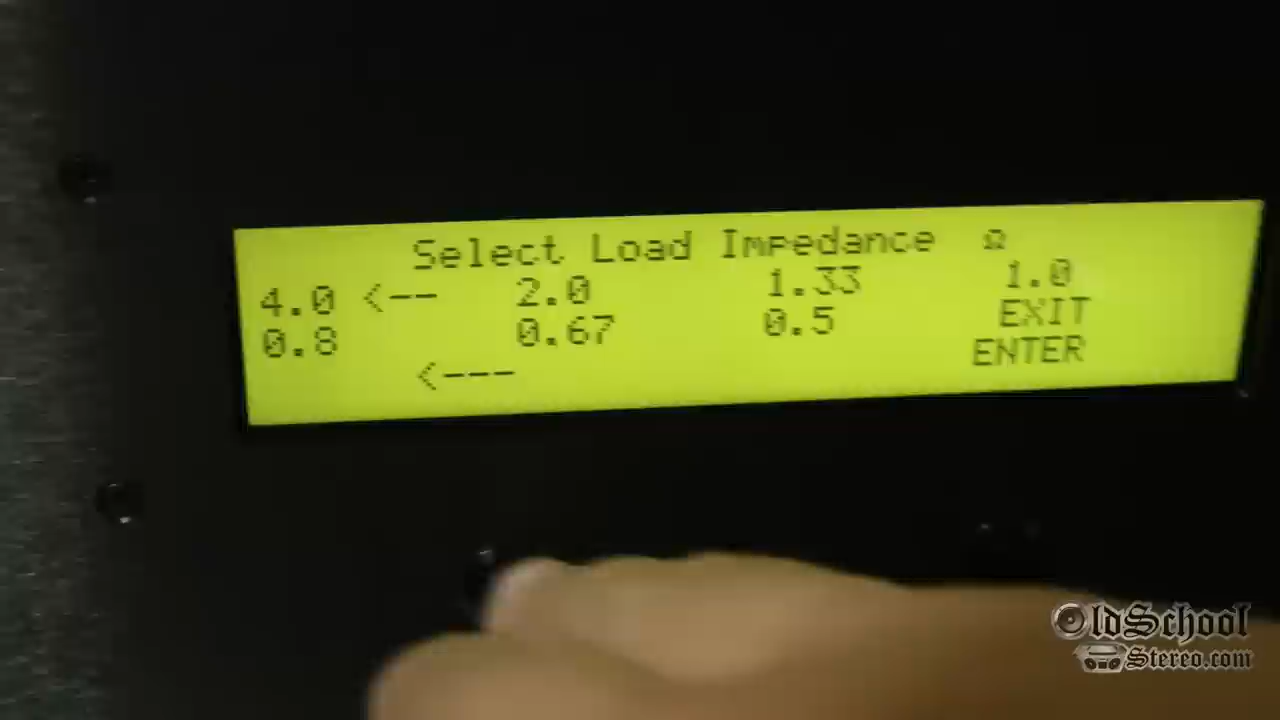 Select Load Impedance Ω
4.0 <-- 2.0 1.33 1.0
0.8 0.67 0.5 EXIT
<--- ENTER
OldSchool
Stereo.com